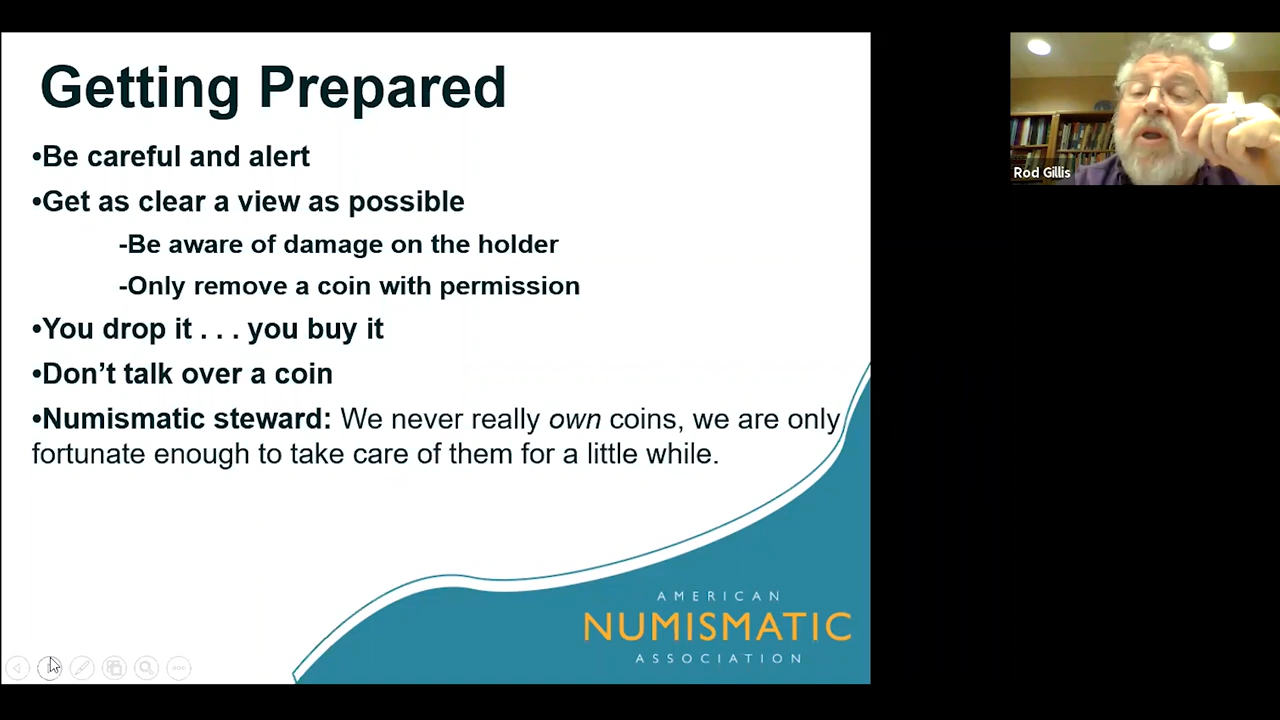 Getting Prepared
•Be careful and alert
•Get as clear a view as possible
-Be aware of damage on the holder
-Only remove a coin with permission
•You drop it . . . you buy it
•Don’t talk over a coin
•Numismatic steward: We never really own coins, we are only
fortunate enough to take care of them for a little while.
AMERICAN
NUMISMATIC
ASSOCIATION
Rod Gillis